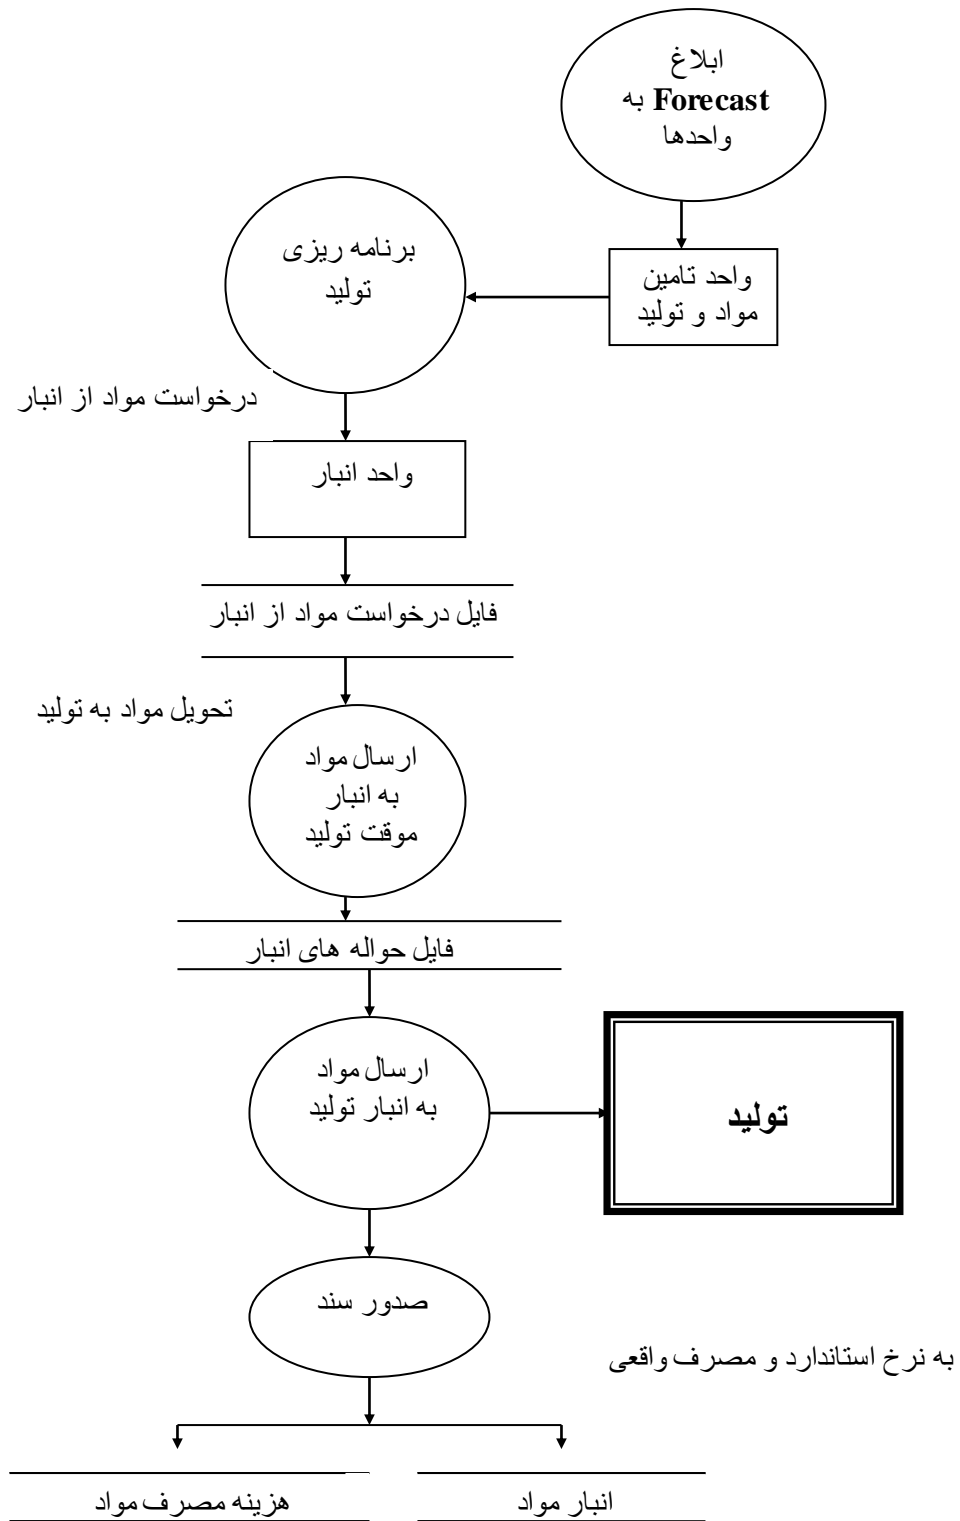 ابلاغ
Forecast به
واحدها
واحد تامین
مواد و تولید
برنامه ریزی
تولید
درخواست مواد از انبار
واحد انبار
فایل درخواست مواد از انبار
تحویل مواد به تولید
ارسال مواد
به انبار
موقت تولید
فایل حواله های انبار
ارسال مواد
به انبار تولید
تولید
صدور سند
به نرخ استاندارد و مصرف واقعی
انبار مواد
هزینه مصرف مواد